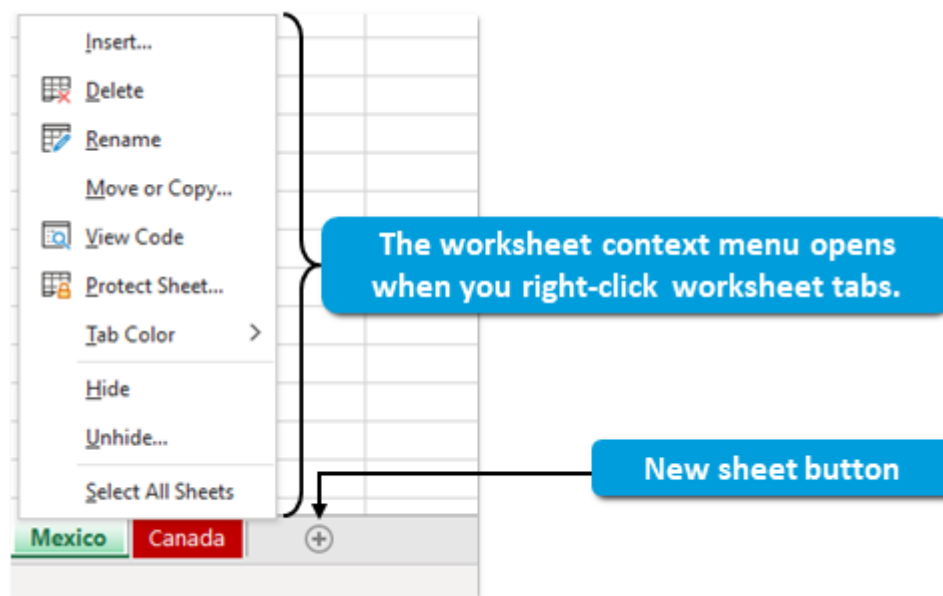 Insert...
Delete
Rename
Move or Copy...
View Code
Protect Sheet...
Tab Color
Hide
Unhide...
Select All Sheets
The worksheet context menu opens
when you right-click worksheet tabs.
New sheet button
Mexico Canada